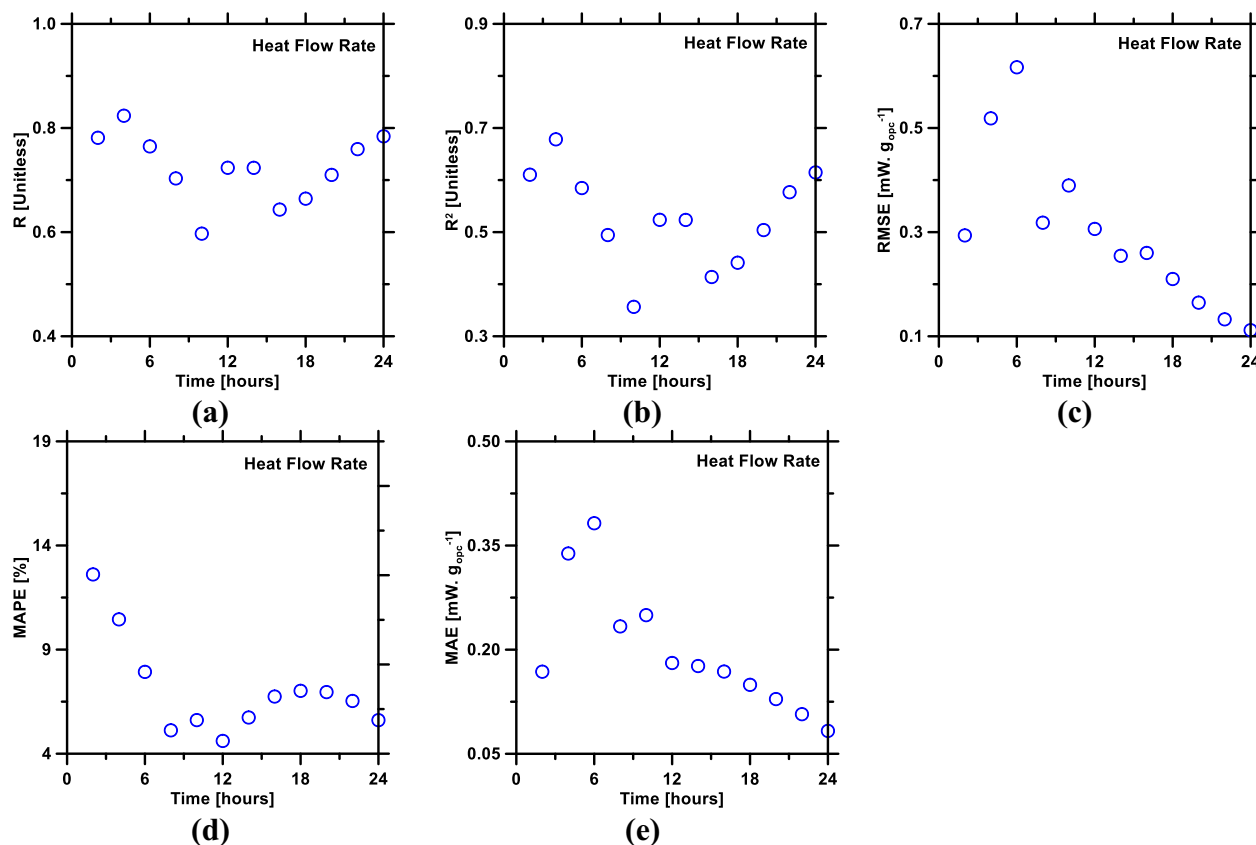 1.0
0.8
0.6
0.4
R [Unitless]
Heat Flow Rate
0 6 12 18 24
Time [hours]
(a)
0.9
0.7
0.5
0.3
R² [Unitless]
Heat Flow Rate
0 6 12 18 24
Time [hours]
(b)
0.7
0.5
0.3
0.1
RMSE [mW. gopc⁻¹]
Heat Flow Rate
0 6 12 18 24
Time [hours]
(c)
19
14
9
4
MAPE [%]
Heat Flow Rate
0 6 12 18 24
Time [hours]
(d)
0.50
0.35
0.20
0.05
MAE [mW. gopc⁻¹]
Heat Flow Rate
0 6 12 18 24
Time [hours]
(e)